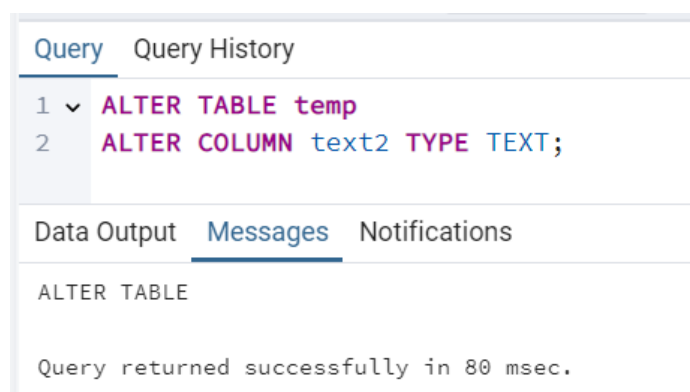 Query Query History
1 ALTER TABLE temp
2 ALTER COLUMN text2 TYPE TEXT;
Data Output Messages Notifications
ALTER TABLE
Query returned successfully in 80 msec.